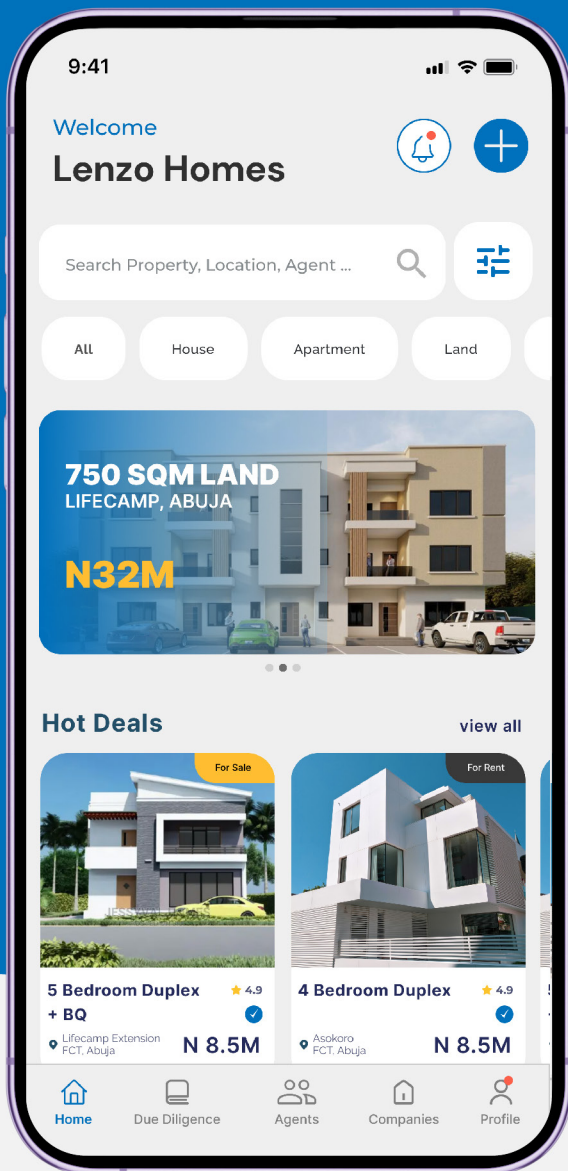 9:41
Welcome
Lenzo Homes
Search Property, Location, Agent ...
All
House
Apartment
Land
750 SQM LAND
LIFECAMP, ABUJA
N32M
Hot Deals
view all
For Sale
For Rent
5 Bedroom Duplex
+ BQ
4.9
Lifecamp Extension
FCT, Abuja
N 8.5M
4 Bedroom Duplex
4.9
Asokoro
FCT, Abuja
N 8.5M
Home
Due Diligence
Agents
Companies
Profile